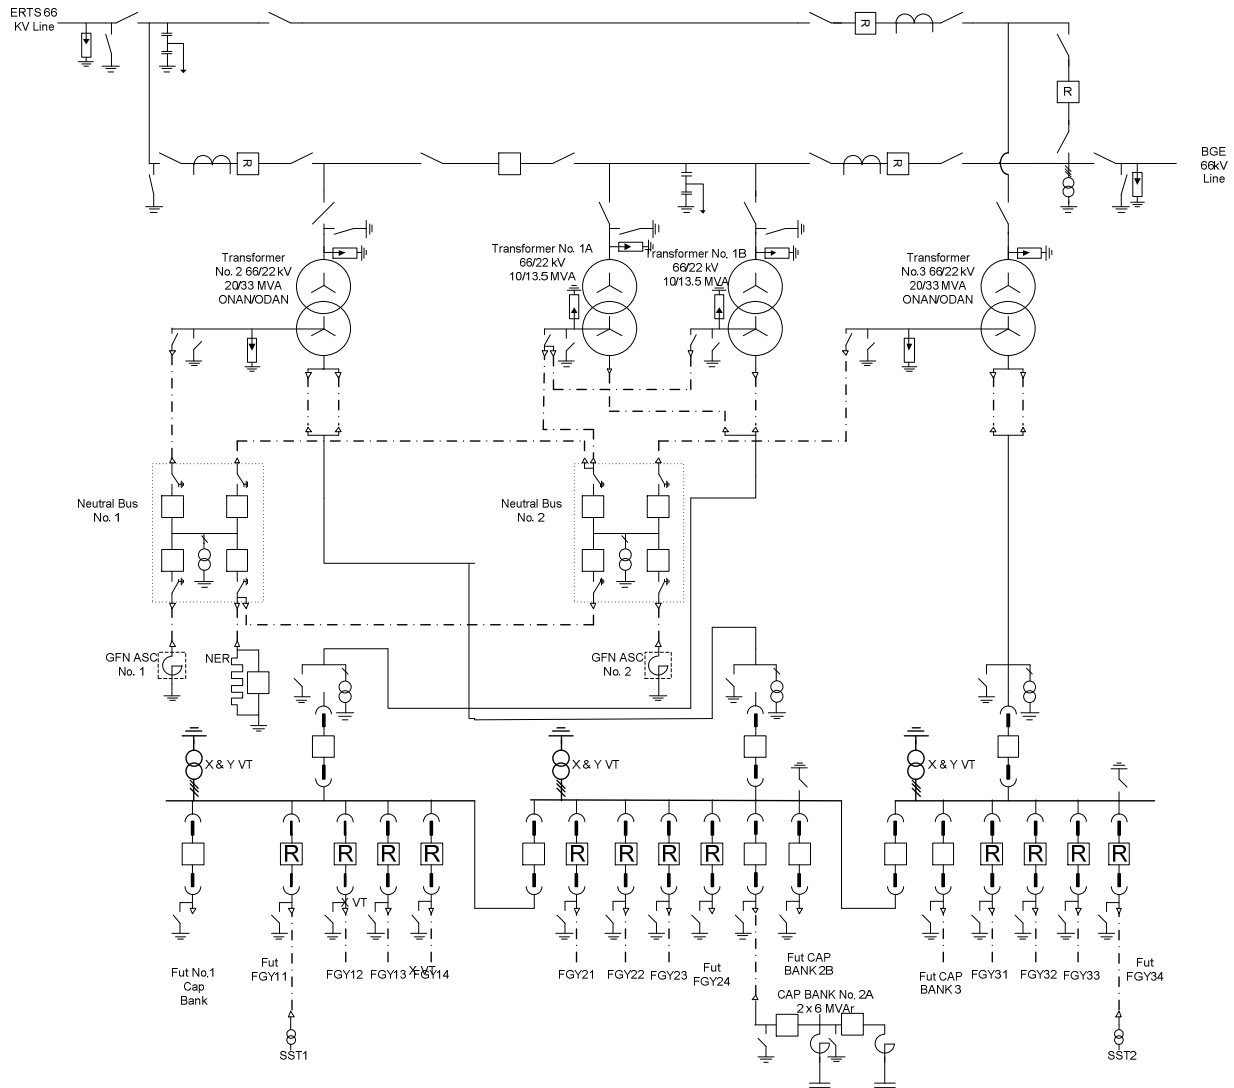 ERTS 66
KV Line
R
R
R
R
BGE
66kV
Line
Transformer
No. 2 66/22 kV
20/33 MVA
ONAN/ODAN
Transformer No. 1A
66/22 kV
10/13.5 MVA
Transformer No. 1B
66/22 kV
10/13.5 MVA
Transformer
No.3 66/22 kV
20/33 MVA
ONAN/ODAN
Neutral Bus
No. 1
Neutral Bus
No. 2
GFN ASC
No. 1
NER
GFN ASC
No. 2
X & Y VT
X & Y VT
X & Y VT
R
R
R
R
R
R
R
R
R
R
R
R
X VT
X VT
Fut No.1
Cap
Bank
Fut
FGY11
FGY12
FGY13
FGY14
FGY21
FGY22
FGY23
Fut
FGY24
Fut CAP
BANK 2B
Fut CAP
BANK 3
FGY31
FGY32
FGY33
Fut
FGY34
CAP BANK No. 2A
2 x 6 MVAr
SST1
SST2